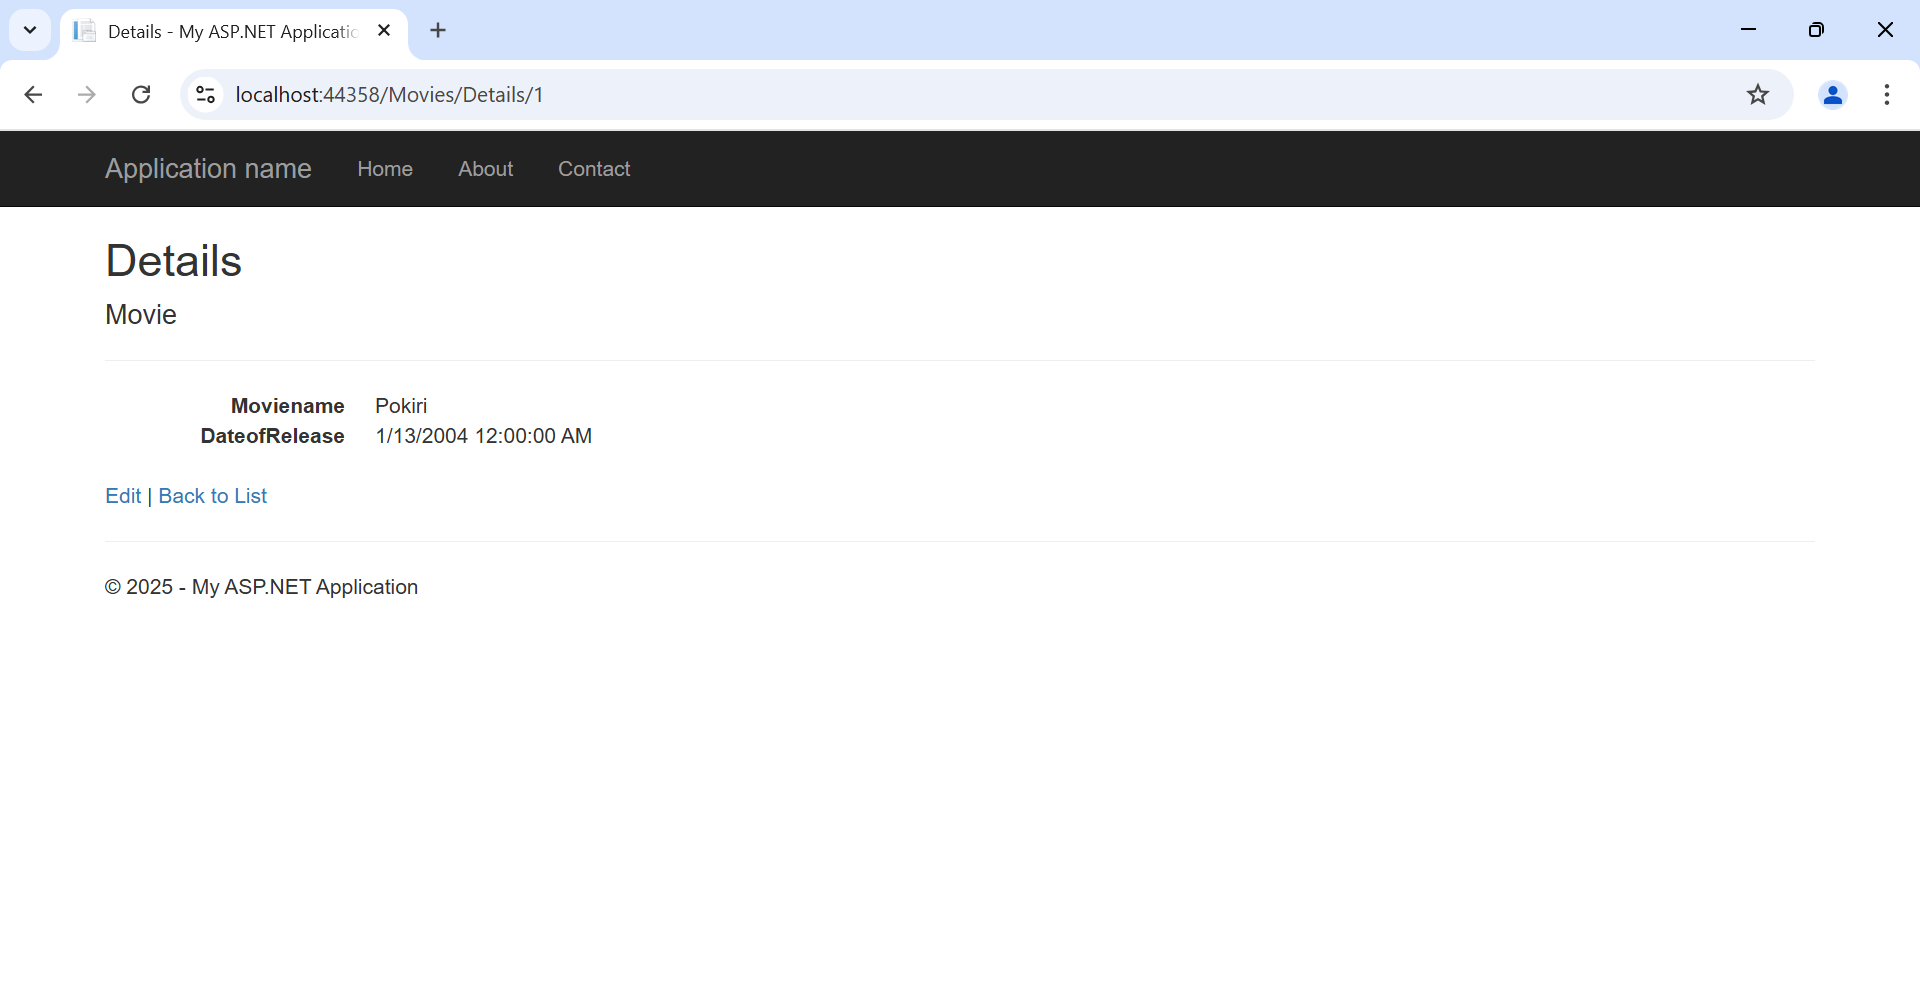 Details - My ASP.NET Applicatio
localhost:44358/Movies/Details/1
Application name Home About Contact
Details
Movie
Moviename Pokiri
DateofRelease 1/13/2004 12:00:00 AM
Edit | Back to List
© 2025 - My ASP.NET Application